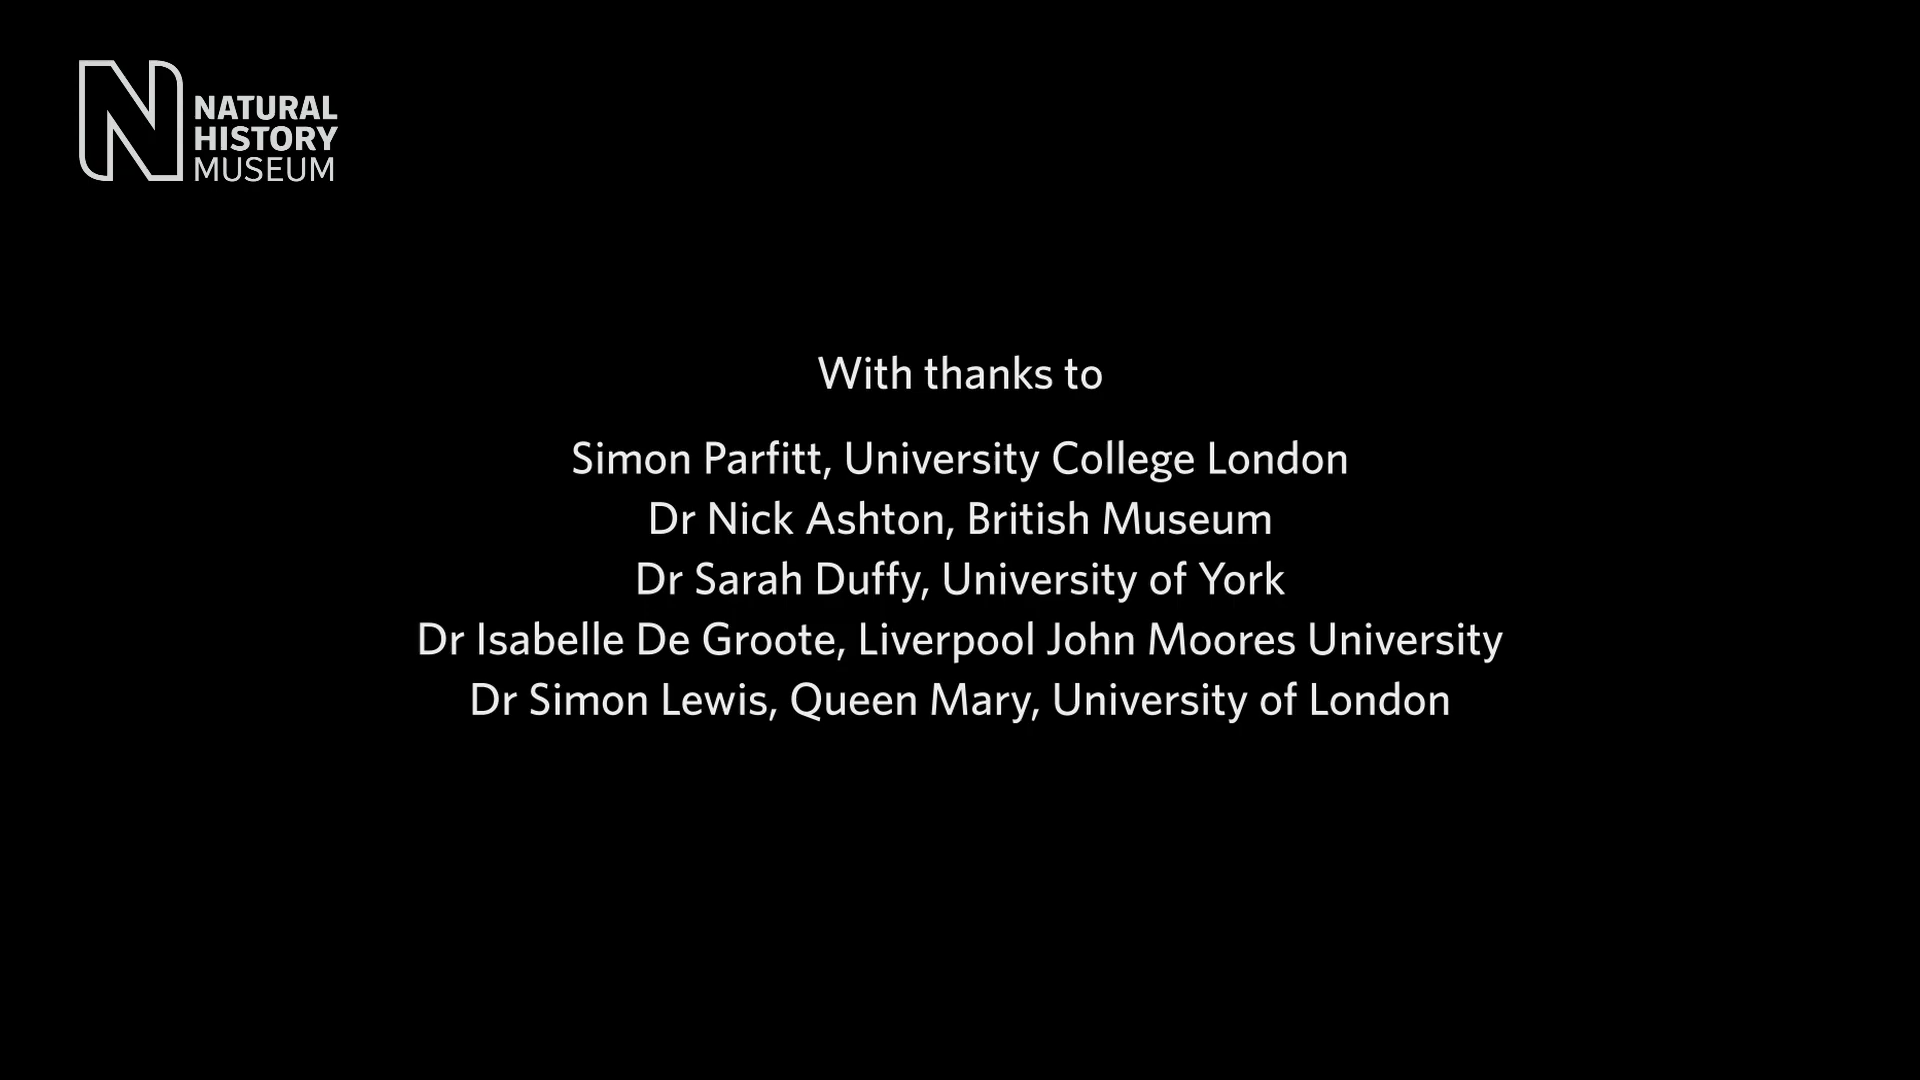 NATURAL
HISTORY
MUSEUM
With thanks to
Simon Parfitt, University College London
Dr Nick Ashton, British Museum
Dr Sarah Duffy, University of York
Dr Isabelle De Groote, Liverpool John Moores University
Dr Simon Lewis, Queen Mary, University of London